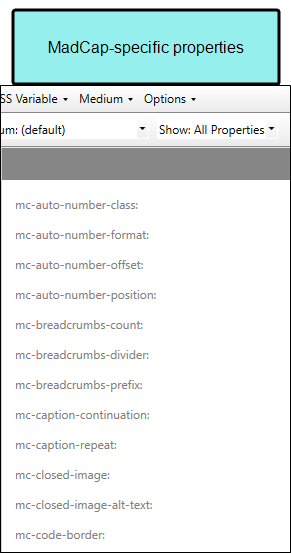 MadCap-specific properties
SS Variable Medium Options
um: (default) Show: All Properties
mc-auto-number-class:
mc-auto-number-format:
mc-auto-number-offset:
mc-auto-number-position:
mc-breadcrumbs-count:
mc-breadcrumbs-divider:
mc-breadcrumbs-prefix:
mc-caption-continuation:
mc-caption-repeat:
mc-closed-image:
mc-closed-image-alt-text:
mc-code-border: